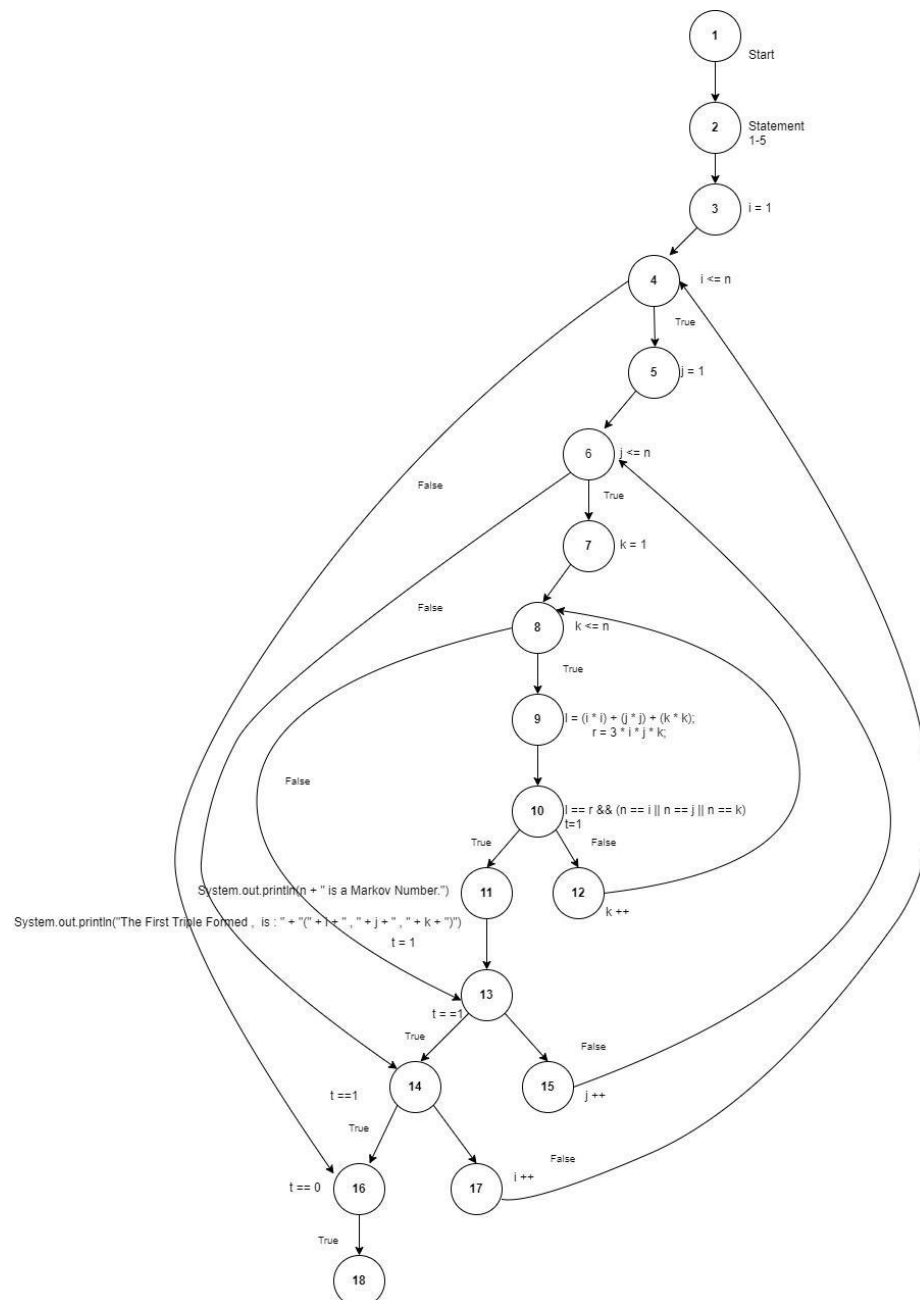 1
Start
2
Statement
1-5
3
i = 1
4
i <= n
True
5
j = 1
6
j <= n
False
True
7
k = 1
False
8
k <= n
True
9
l = (i * i) + (j * j) + (k * k);
r = 3 * i * j * k;
False
10
l == r && (n == i || n == j || n == k)
t=1
True
False
System.out.println(n + " is a Markov Number.")
11
12
k ++
System.out.println("The First Triple Formed , is : " + "(" + i + " , " + j + " , " + k + ")")
t = 1
13
t = =1
True
False
14
15
t ==1
j ++
True
False
t == 0
16
17
i ++
True
18